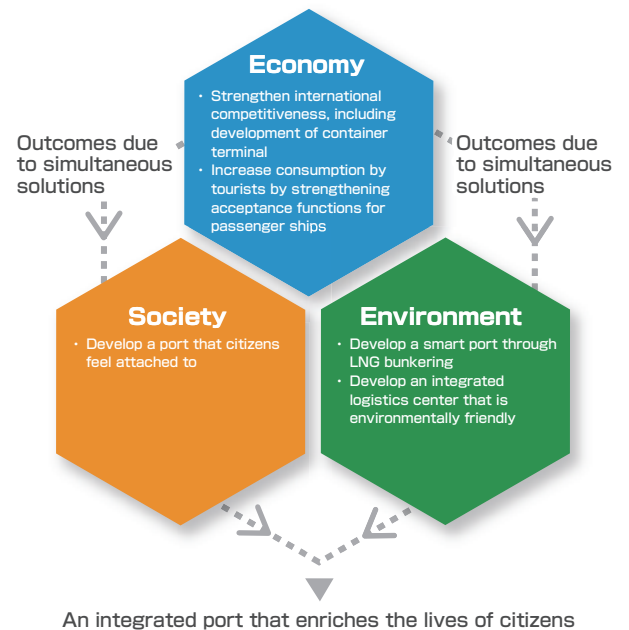 Economy
・ Strengthen international
competitiveness, including
development of container
terminal
・ Increase consumption by
tourists by strengthening
acceptance functions for
passenger ships
Outcomes due
to simultaneous
solutions
Outcomes due
to simultaneous
solutions
Society
・ Develop a port that citizens
feel attached to
Environment
・ Develop a smart port through
LNG bunkering
・ Develop an integrated
logistics center that is
environmentally friendly
An integrated port that enriches the lives of citizens